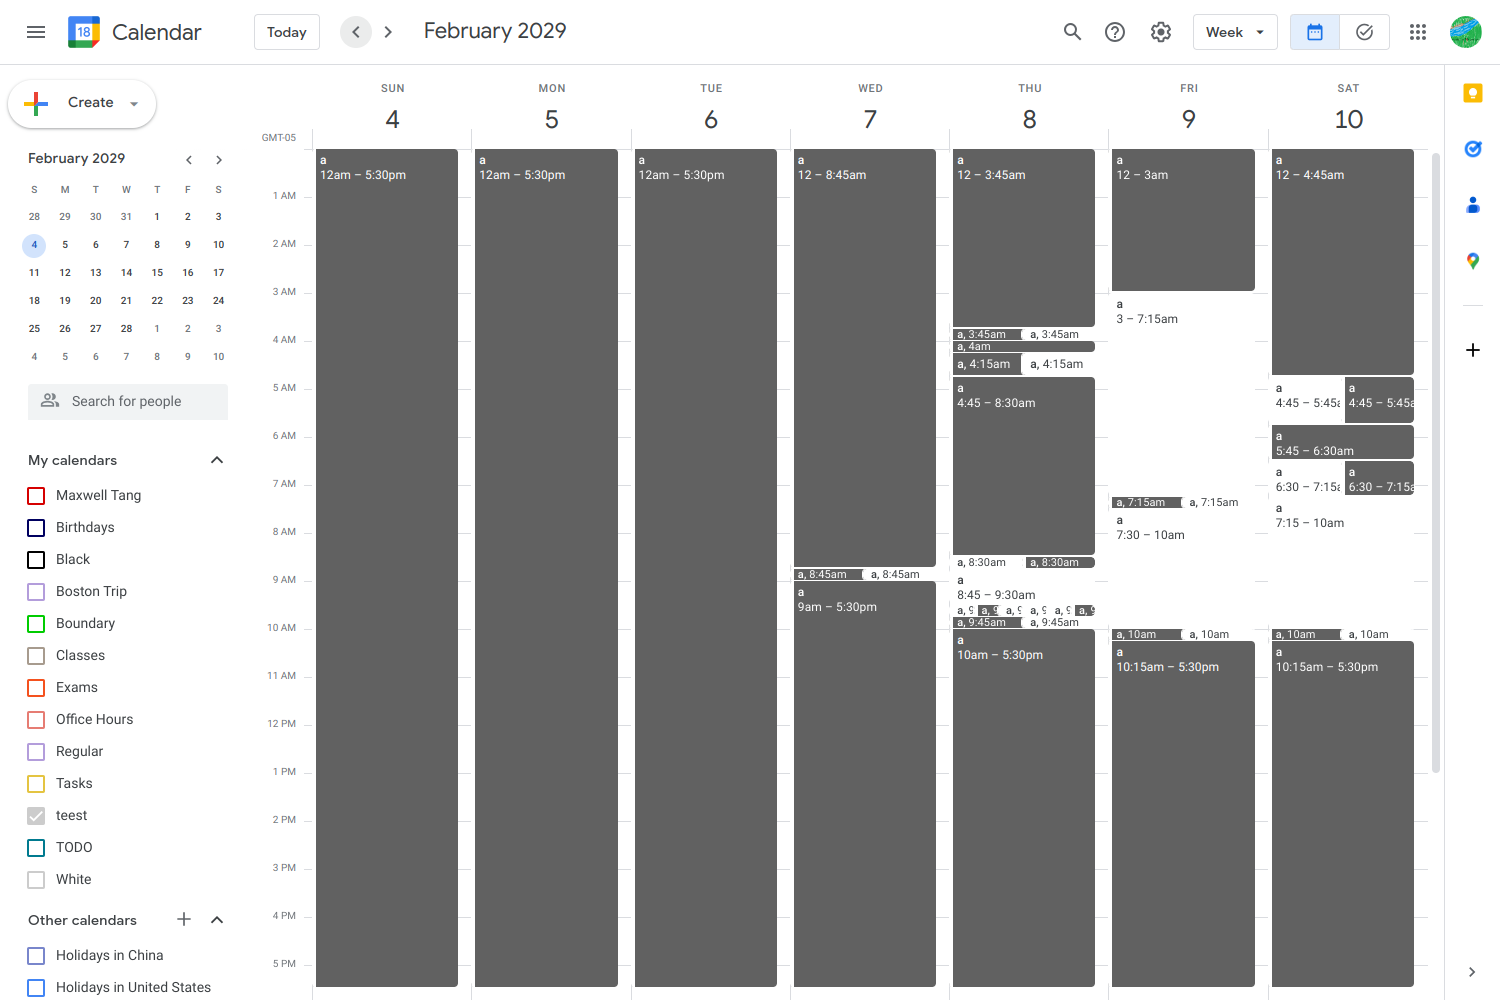 18 Calendar Today February 2029 Week
Create
February 2029
S M T W T F S
28 29 30 31 1 2 3
4 5 6 7 8 9 10
11 12 13 14 15 16 17
18 19 20 21 22 23 24
25 26 27 28 1 2 3
4 5 6 7 8 9 10
Search for people
My calendars
Maxwell Tang
Birthdays
Black
Boston Trip
Boundary
Classes
Exams
Office Hours
Regular
Tasks
teest
TODO
White
Other calendars
Holidays in China
Holidays in United States
SUN MON TUE WED THU FRI SAT
4 5 6 7 8 9 10
GMT-05
1 AM
2 AM
3 AM
4 AM
5 AM
6 AM
7 AM
8 AM
9 AM
10 AM
11 AM
12 PM
1 PM
2 PM
3 PM
4 PM
5 PM
a
12am – 5:30pm
a
12am – 5:30pm
a
12am – 5:30pm
a
12 – 8:45am
a, 8:45am a, 8:45am
a
9am – 5:30pm
a
12 – 3:45am
a, 3:45am a, 3:45am
a, 4am
a, 4:15am a, 4:15am
a
4:45 – 8:30am
a, 8:30am a, 8:30am
a
8:45 – 9:30am
a, 9 a, 9 a, 9 a, 9 a, 9 a, 9
a, 9:45am a, 9:45am
a
10am – 5:30pm
a
12 – 3am
a
3 – 7:15am
a, 7:15am a, 7:15am
a
7:30 – 10am
a, 10am a, 10am
a
10:15am – 5:30pm
a
12 – 4:45am
a a
4:45 – 5:45a 4:45 – 5:45a
a
5:45 – 6:30am
a a
6:30 – 7:15a 6:30 – 7:15a
a
7:15 – 10am
a, 10am a, 10am
a
10:15am – 5:30pm